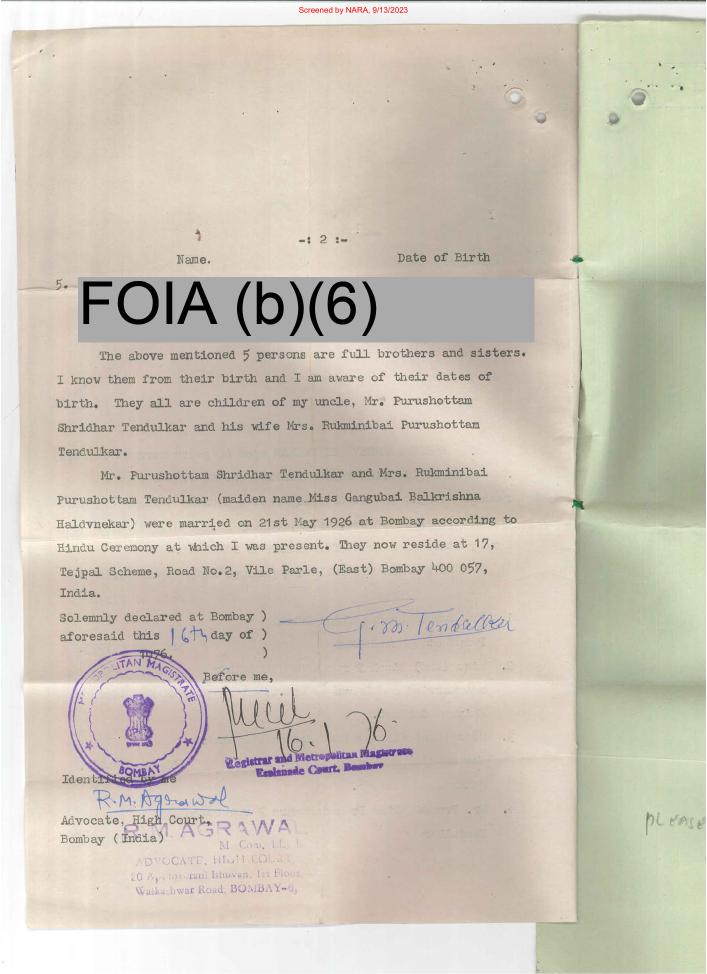 Screened by NARA, 9/13/2023
-: 2 :-
Name. Date of Birth
5.
FOIA (b)(6)
The above mentioned 5 persons are full brothers and sisters.
I know them from their birth and I am aware of their dates of
birth. They all are children of my uncle, Mr. Purushottam
Shridhar Tendulkar and his wife Mrs. Rukminibai Purushottam
Tendulkar.
Mr. Purushottam Shridhar Tendulkar and Mrs. Rukminibai
Purushottam Tendulkar (maiden name Miss Gangubai Balkrishna
Haldvnekar) were married on 21st May 1926 at Bombay according to
Hindu Ceremony at which I was present. They now reside at 17,
Tejpal Scheme, Road No.2, Vile Parle, (East) Bombay 400 057,
India.
Solemnly declared at Bombay )
aforesaid this 16th day of )
1976. )
G.M. Tendulkar
Before me,
METROPOLITAN MAGISTRATE
BOMBAY
16.1.76.
Registrar and Metropolitan Magistrate
Esplanade Court, Bombay
Identified by me
R.M. Agrawal
Advocate, High Court,
Bombay (India)
R. M. AGRAWAL
M. Com., LL. B.
ADVOCATE, HIGH COURT,
Bhuvan, 1st Floor,
Walkeshwar Road, BOMBAY-6,
PLEASE